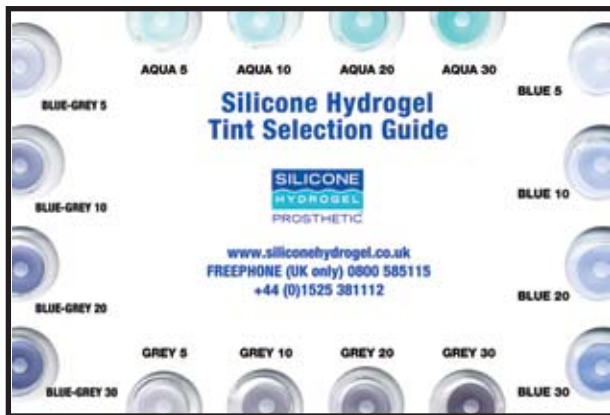 AQUA 5
AQUA 10
AQUA 20
AQUA 30
BLUE-GREY 5
BLUE 5
Silicone Hydrogel
Tint Selection Guide
BLUE-GREY 10
BLUE 10
SILICONE
HYDROGEL
PROSTHETIC
www.siliconehydrogel.co.uk
FREEPHONE (UK only) 0800 585115
+44 (0)1525 381112
BLUE-GREY 20
BLUE 20
GREY 5
GREY 10
GREY 20
GREY 30
BLUE-GREY 30
BLUE 30